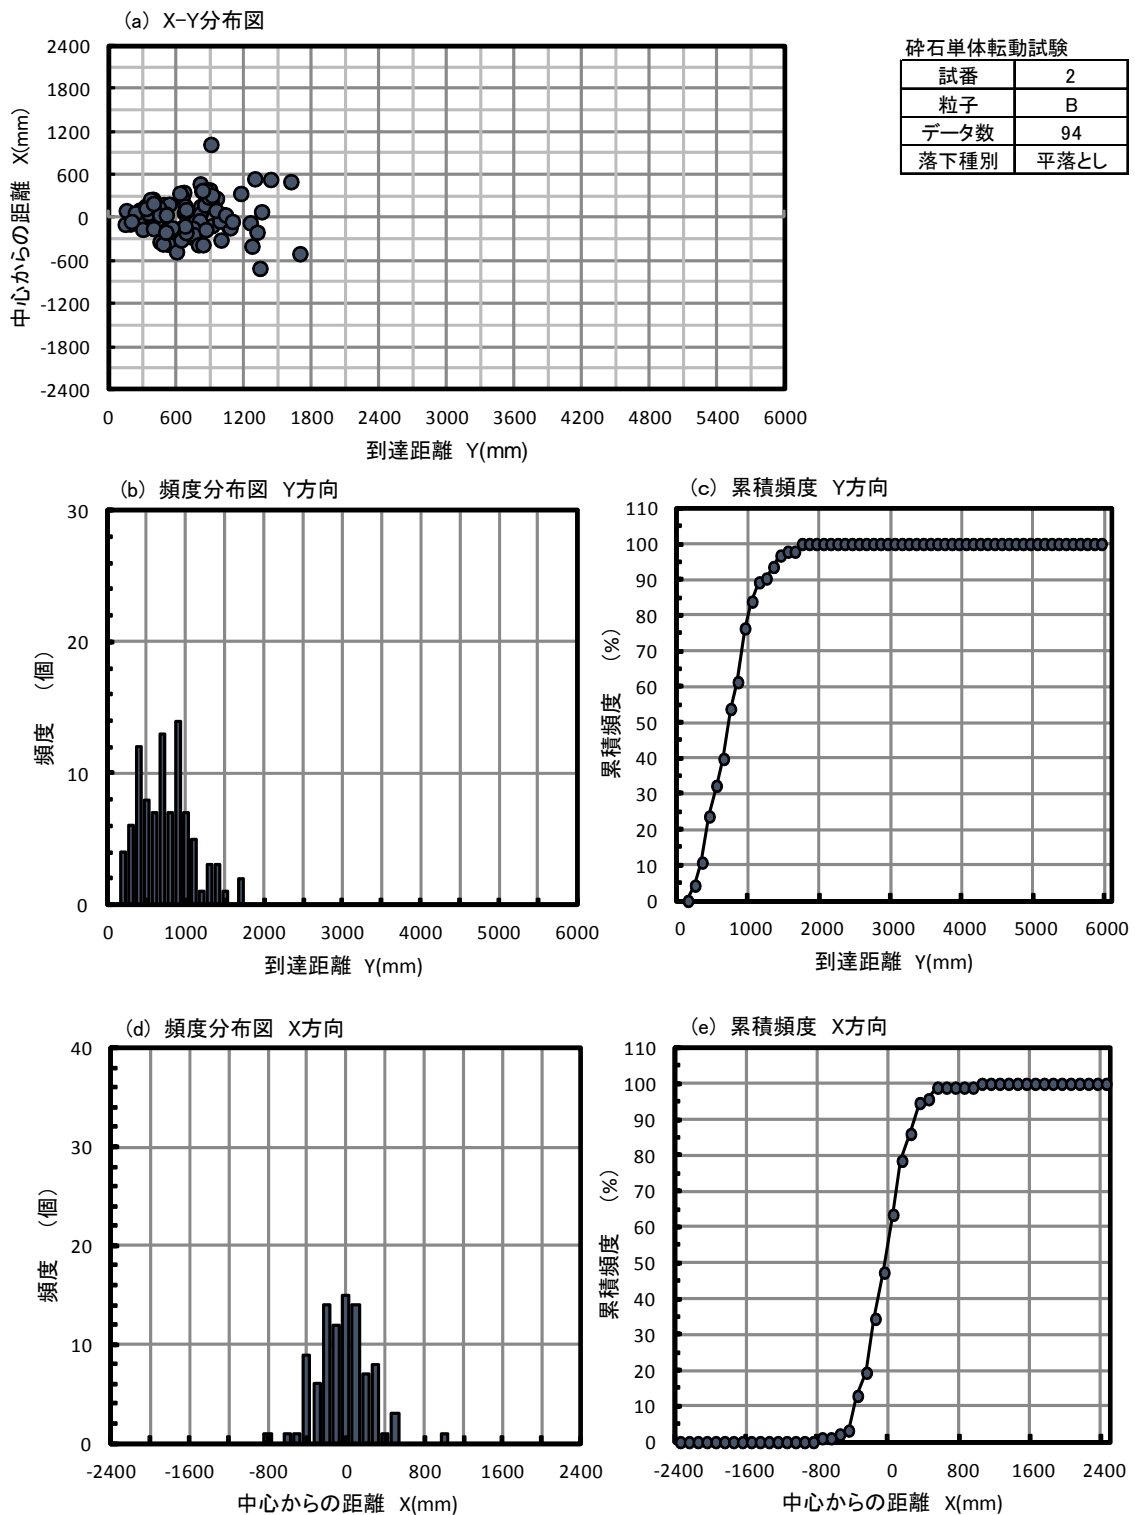 (a) X-Y分布図
2400
1800
1200
600
0
-600
-1200
-1800
-2400
中心からの距離 X(mm)
0 600 1200 1800 2400 3000 3600 4200 4800 5400 6000
到達距離 Y(mm)
砕石単体転動試験
試番 2
粒子 B
データ数 94
落下種別 平落とし
(b) 頻度分布図 Y方向
30
20
10
0
頻度 (個)
0 1000 2000 3000 4000 5000 6000
到達距離 Y(mm)
(c) 累積頻度 Y方向
110
100
90
80
70
60
50
40
30
20
10
0
累積頻度 (%)
0 1000 2000 3000 4000 5000 6000
到達距離 Y(mm)
(d) 頻度分布図 X方向
40
30
20
10
0
頻度 (個)
-2400 -1600 -800 0 800 1600 2400
中心からの距離 X(mm)
(e) 累積頻度 X方向
110
100
90
80
70
60
50
40
30
20
10
0
累積頻度 (%)
-2400 -1600 -800 0 800 1600 2400
中心からの距離 X(mm)